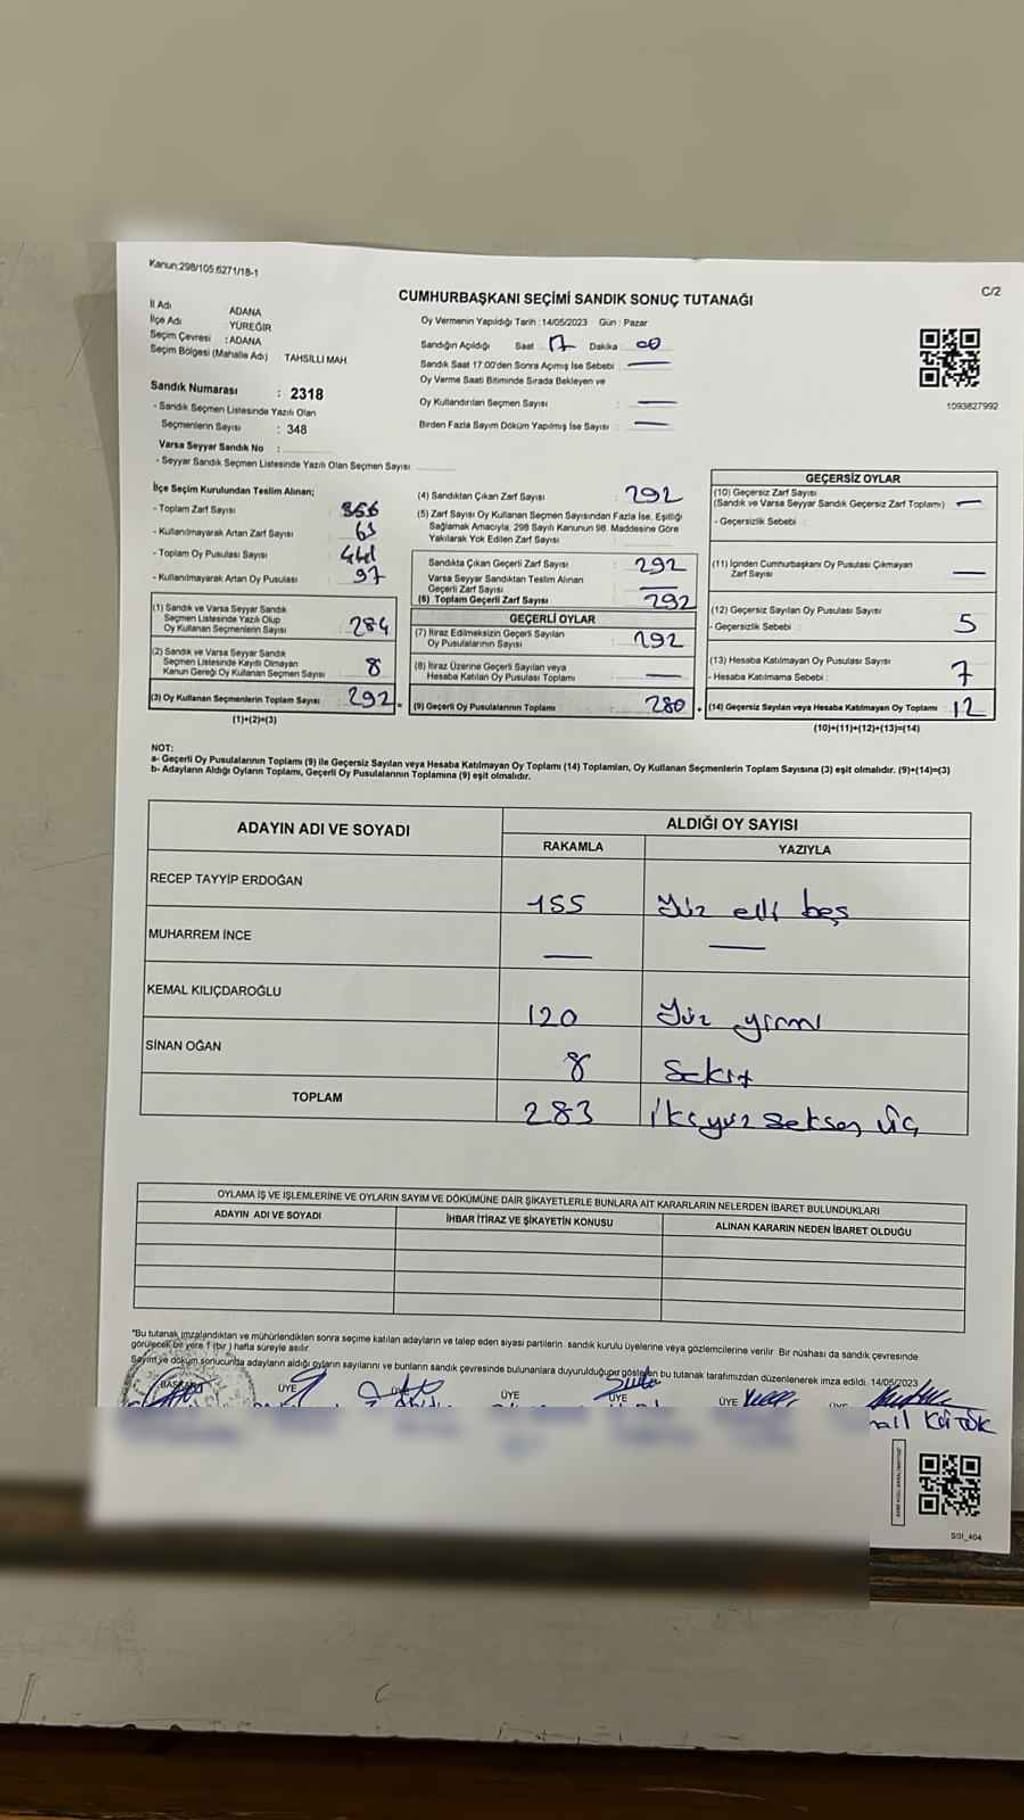 Kanun:298/105.6271/18-1
C/2
CUMHURBAŞKANI SEÇİMİ SANDIK SONUÇ TUTANAĞI
İl Adı ADANA
İlçe Adı YÜREĞİR
Seçim Çevresi : ADANA
Seçim Bölgesi (Mahalle Adı) TAHSİLLİ MAH
Oy Vermenin Yapıldığı Tarih : 14/05/2023 Gün : Pazar
Sandığın Açıldığı Saat 17 Dakika 00
Sandık Saat 17.00'den Sonra Açılmış İse Sebebi : —
Oy Verme Saati Bitiminde Sırada Bekleyen ve
Oy Kullandırılan Seçmen Sayısı : —
Birden Fazla Sayım Döküm Yapılmış İse Sayısı : —
1093827992
Sandık Numarası : 2318
- Sandık Seçmen Listesinde Yazılı Olan
Seçmenlerin Sayısı : 348
Varsa Seyyar Sandık No :
- Seyyar Sandık Seçmen Listesinde Yazılı Olan Seçmen Sayısı
İlçe Seçim Kurulundan Teslim Alınan;
- Toplam Zarf Sayısı 356
- Kullanılmayarak Artan Zarf Sayısı 63
- Toplam Oy Pusulası Sayısı 441
- Kullanılmayarak Artan Oy Pusulası 97
(1) Sandık ve Varsa Seyyar Sandık
Seçmen Listesinde Yazılı Olup
Oy Kullanan Seçmenlerin Sayısı 284
(2) Sandık ve Varsa Seyyar Sandık
Seçmen Listesinde Kayıtlı Olmayan
Kanun Gereği Oy Kullanan Seçmen Sayısı 8
(3) Oy Kullanan Seçmenlerin Toplam Sayısı 292
(1)+(2)=(3)
(4) Sandıktan Çıkan Zarf Sayısı 292
(5) Zarf Sayısı Oy Kullanan Seçmen Sayısından Fazla İse, Eşitliği
Sağlamak Amacıyla, 298 Sayılı Kanunun 98. Maddesine Göre
Yakılarak Yok Edilen Zarf Sayısı
Sandıkta Çıkan Geçerli Zarf Sayısı 292
Varsa Seyyar Sandıktan Teslim Alınan
Geçerli Zarf Sayısı —
(6) Toplam Geçerli Zarf Sayısı 292
GEÇERLİ OYLAR
(7) İtiraz Edilmeksizin Geçerli Sayılan
Oy Pusulalarının Sayısı 292
(8) İtiraz Üzerine Geçerli Sayılan veya
Hesaba Katılan Oy Pusulası Toplamı —
(9) Geçerli Oy Pusulalarının Toplamı 280
GEÇERSİZ OYLAR
(10) Geçersiz Zarf Sayısı
(Sandık ve Varsa Seyyar Sandık Geçersiz Zarf Toplamı) —
- Geçersizlik Sebebi :
(11) İçinden Cumhurbaşkanı Oy Pusulası Çıkmayan
Zarf Sayısı —
(12) Geçersiz Sayılan Oy Pusulası Sayısı
- Geçersizlik Sebebi : 5
(13) Hesaba Katılmayan Oy Pusulası Sayısı
- Hesaba Katılmama Sebebi : 7
(14) Geçersiz Sayılan veya Hesaba Katılmayan Oy Toplamı 12
(10)+(11)+(12)+(13)=(14)
NOT:
a- Geçerli Oy Pusulalarının Toplamı (9) ile Geçersiz Sayılan veya Hesaba Katılmayan Oy Toplamı (14) Toplamları, Oy Kullanan Seçmenlerin Toplam Sayısına (3) eşit olmalıdır. (9)+(14)=(3)
b- Adayların Aldığı Oyların Toplamı, Geçerli Oy Pusulalarının Toplamına (9) eşit olmalıdır.
ADAYIN ADI VE SOYADI ALDIĞI OY SAYISI
RAKAMLA YAZIYLA
RECEP TAYYİP ERDOĞAN 155 Yüz elli beş
MUHARREM İNCE — —
KEMAL KILIÇDAROĞLU 120 Yüz yirmi
SİNAN OĞAN 8 Sekiz
TOPLAM 283 İkiyüz seksen üç
OYLAMA İŞ VE İŞLEMLERİNE VE OYLARIN SAYIM VE DÖKÜMÜNE DAİR ŞİKAYETLERLE BUNLARA AİT KARARLARIN NELERDEN İBARET BULUNDUKLARI
ADAYIN ADI VE SOYADI İHBAR İTİRAZ VE ŞİKAYETİN KONUSU ALINAN KARARIN NEDEN İBARET OLDUĞU
"Bu tutanak imzalandıktan ve mühürlendikten sonra seçime katılan adayların ve talep eden siyasi partilerin sandık kurulu üyelerine veya gözlemcilerine verilir. Bir nüshası da sandık çevresinde
görülecek bir yere 1 (bir) hafta süreyle asılır.
Sayım ve döküm sonucunda adayların aldığı oyların sayılarını ve bunların sandık çevresinde bulunanlara duyurulduğunu gösteren bu tutanak tarafımızdan düzenlenerek imza edildi. 14/05/2023
BAŞKAN ÜYE ÜYE ÜYE ÜYE
KÜTÜK
SGI_404